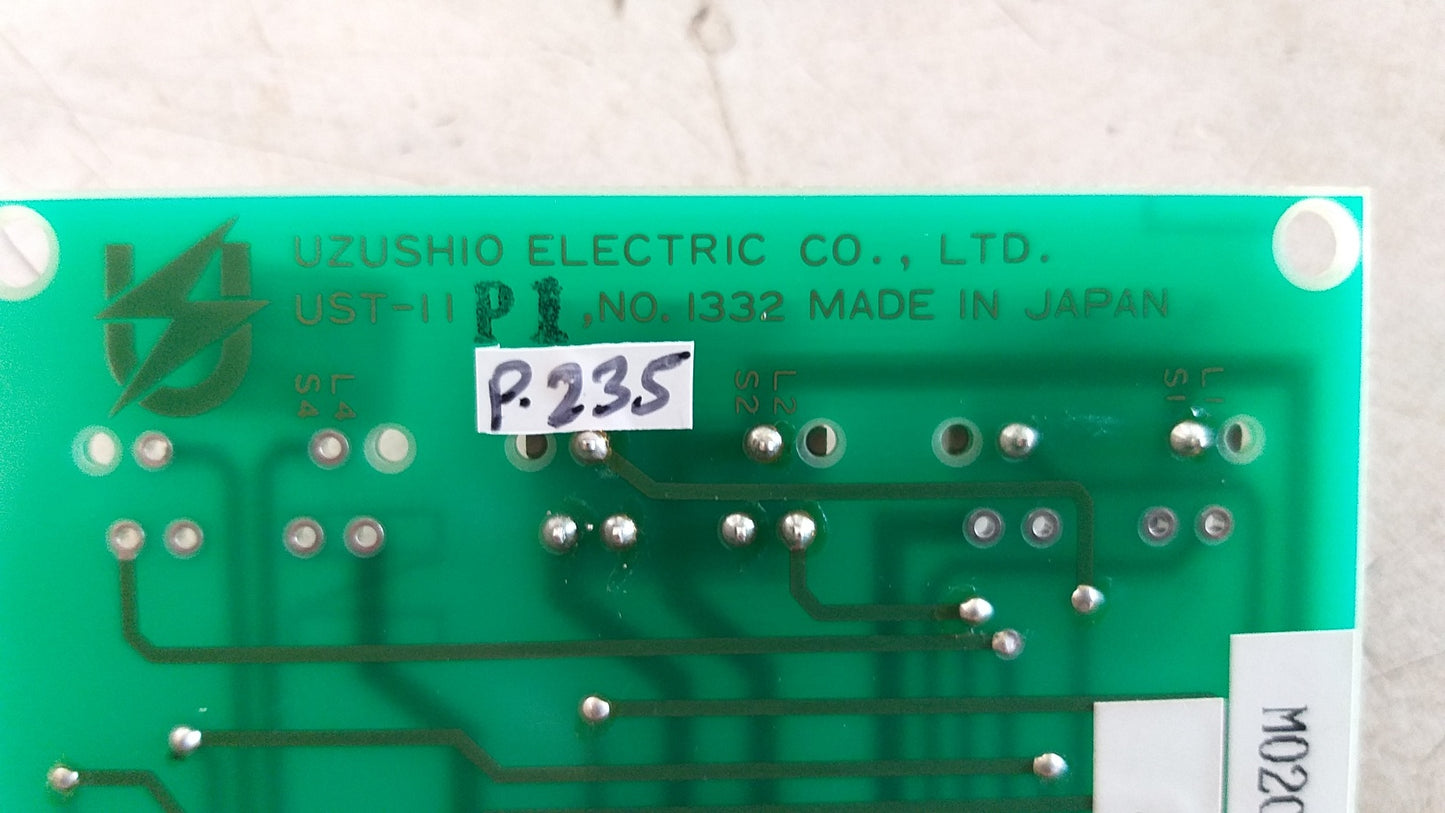 UZUSHIO ELECTRIC CO., LTD.
UST-11 P1, NO. 1332 MADE IN JAPAN
P.235
L4
S4
L2
S2
L1
S1